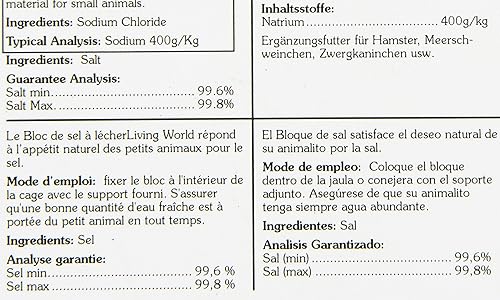 material for small animals.
Ingredients: Sodium Chloride
Typical Analysis: Sodium 400g/Kg
Ingredients: Salt
Guarantee Analysis:
Salt min............................................. 99.6%
Salt Max............................................ 99.8%
Inhaltsstoffe:
Natrium..................................... 400g/kg
Ergänzungsfutter für Hamster, Meersch-
weinchen, Zwergkaninchen usw.
Le Bloc de sel à lécherLiving World répond
à l'appétit naturel des petits animaux pour le
sel.
Mode d'emploi: fixer le bloc à l'intérieur de
la cage avec le support fourni. S'assurer
qu'une bonne quantité d'eau fraîche est à
portée du petit animal en tout temps.
Ingredients: Sel
Analyse garantie:
Sel min............................................ 99,6 %
Sel max ........................................... 99,8 %
El Bloque de sal satisface el deseo natural de
su animalito por la sal.
Modo de empleo: Coloque el bloque
dentro de la jaula o conejera con el soporte
adjunto. Asegúrese de que su animalito
tenga siempre agua abundante.
Ingredientes: Sal
Analisis Garantizado:
Sal (min) ....................................... 99,6%
Sal (max) ....................................... 99,8%